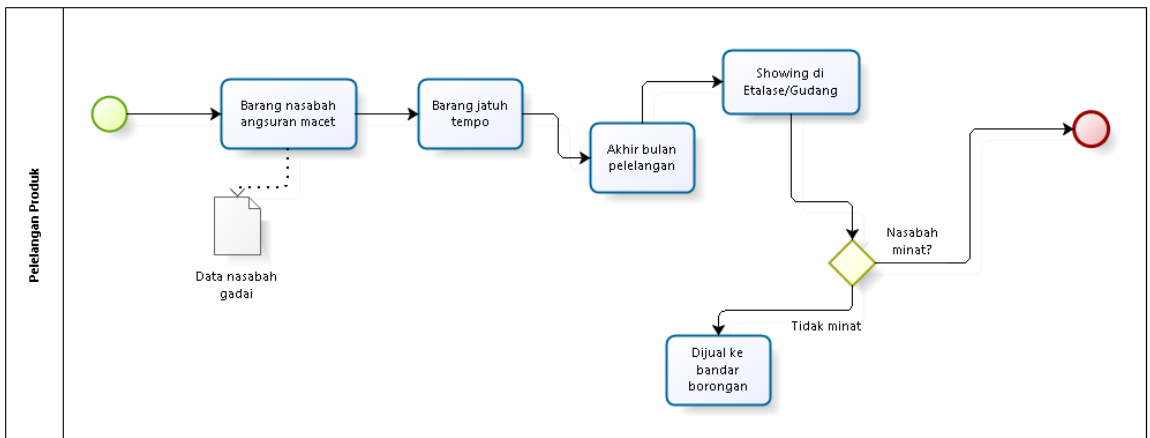 Pelelangan Produk
Barang nasabah
angsuran macet
Data nasabah
gadai
Barang jatuh
tempo
Akhir bulan
pelelangan
Showing di
Etalase/Gudang
Nasabah
minat?
Tidak minat
Dijual ke
bandar
borongan